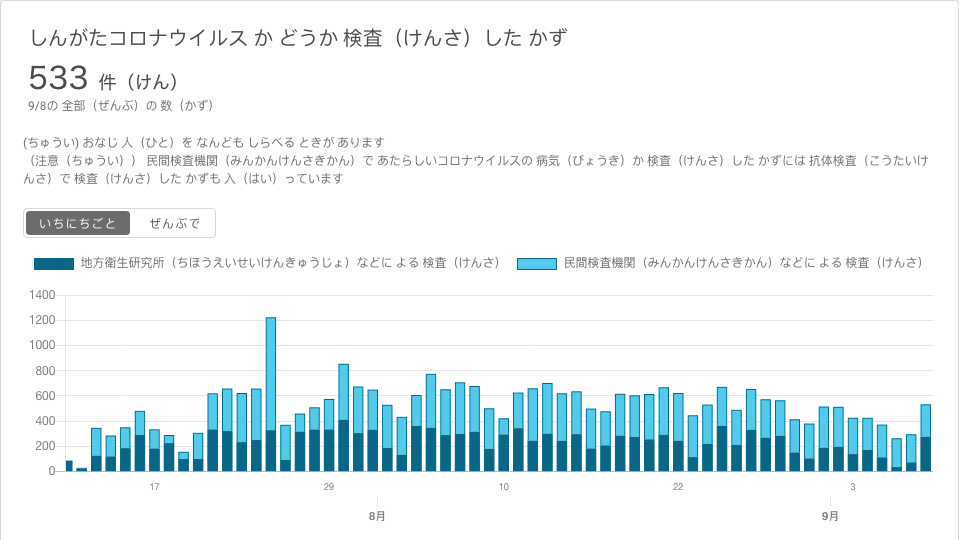 しんがたコロナウイルス か どうか 検査（けんさ）した かず
533 件（けん）
9/8の 全部（ぜんぶ）の 数（かず）
(ちゅうい) おなじ 人（ひと）を なんども しらべる ときが あります
（注意（ちゅうい）） 民間検査機関（みんかんけんさきかん）で あたらしいコロナウイルスの 病気（びょうき）か 検査（けんさ）した かずには 抗体検査（こうたいけ
んさ）で 検査（けんさ）した かずも 入（はい）っています
いちにちごと ぜんぶで
地方衛生研究所（ちほうえいせいけんきゅうじょ）などに よる 検査（けんさ） 民間検査機関（みんかんけんさきかん）などに よる 検査（けんさ）
1400
1200
1000
800
600
400
200
0
17 29 10 22 3
8月 9月